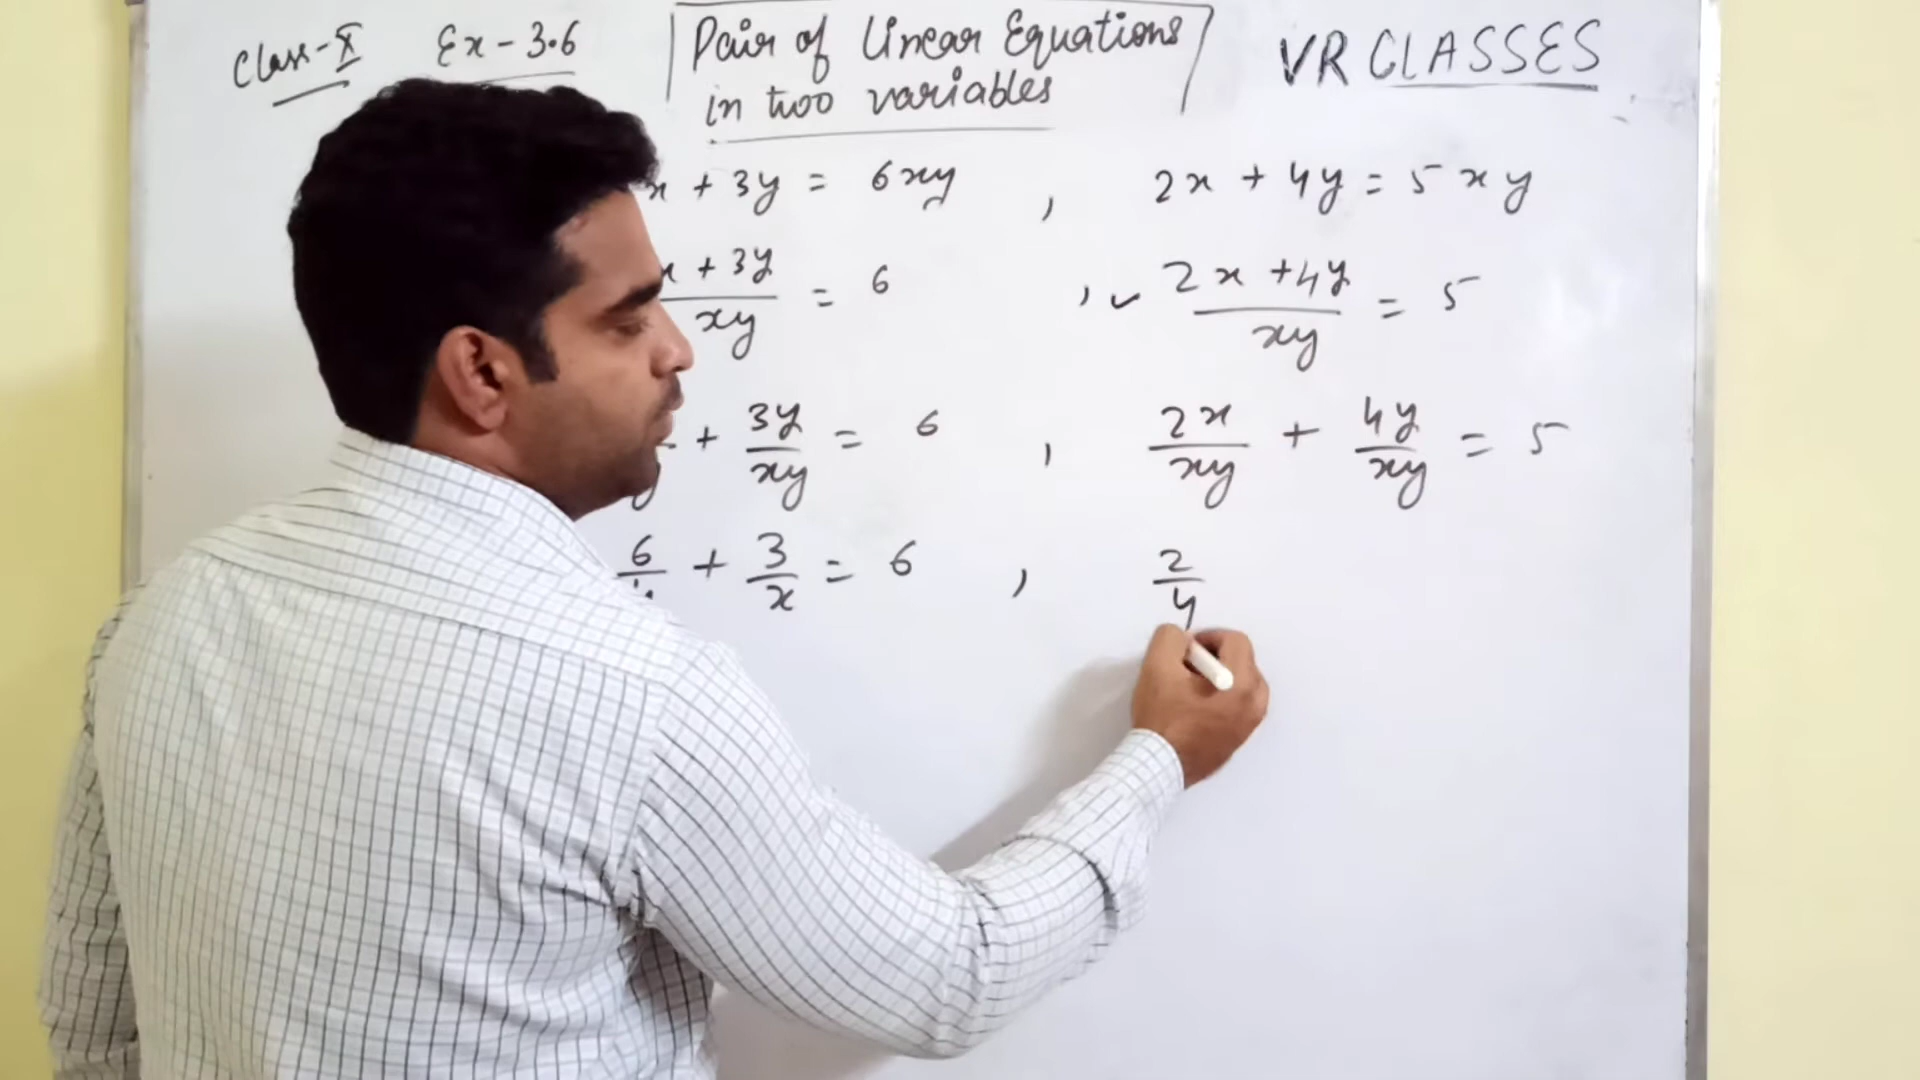 Class-X Ex-3.6 Pair of Linear Equations VR CLASSES
in two variables
x + 3y = 6xy , 2x + 4y = 5xy
x + 3y / xy = 6 , ✓ 2x + 4y / xy = 5
+ 3y/xy = 6 , 2x/xy + 4y/xy = 5
6/y + 3/x = 6 , 2/y